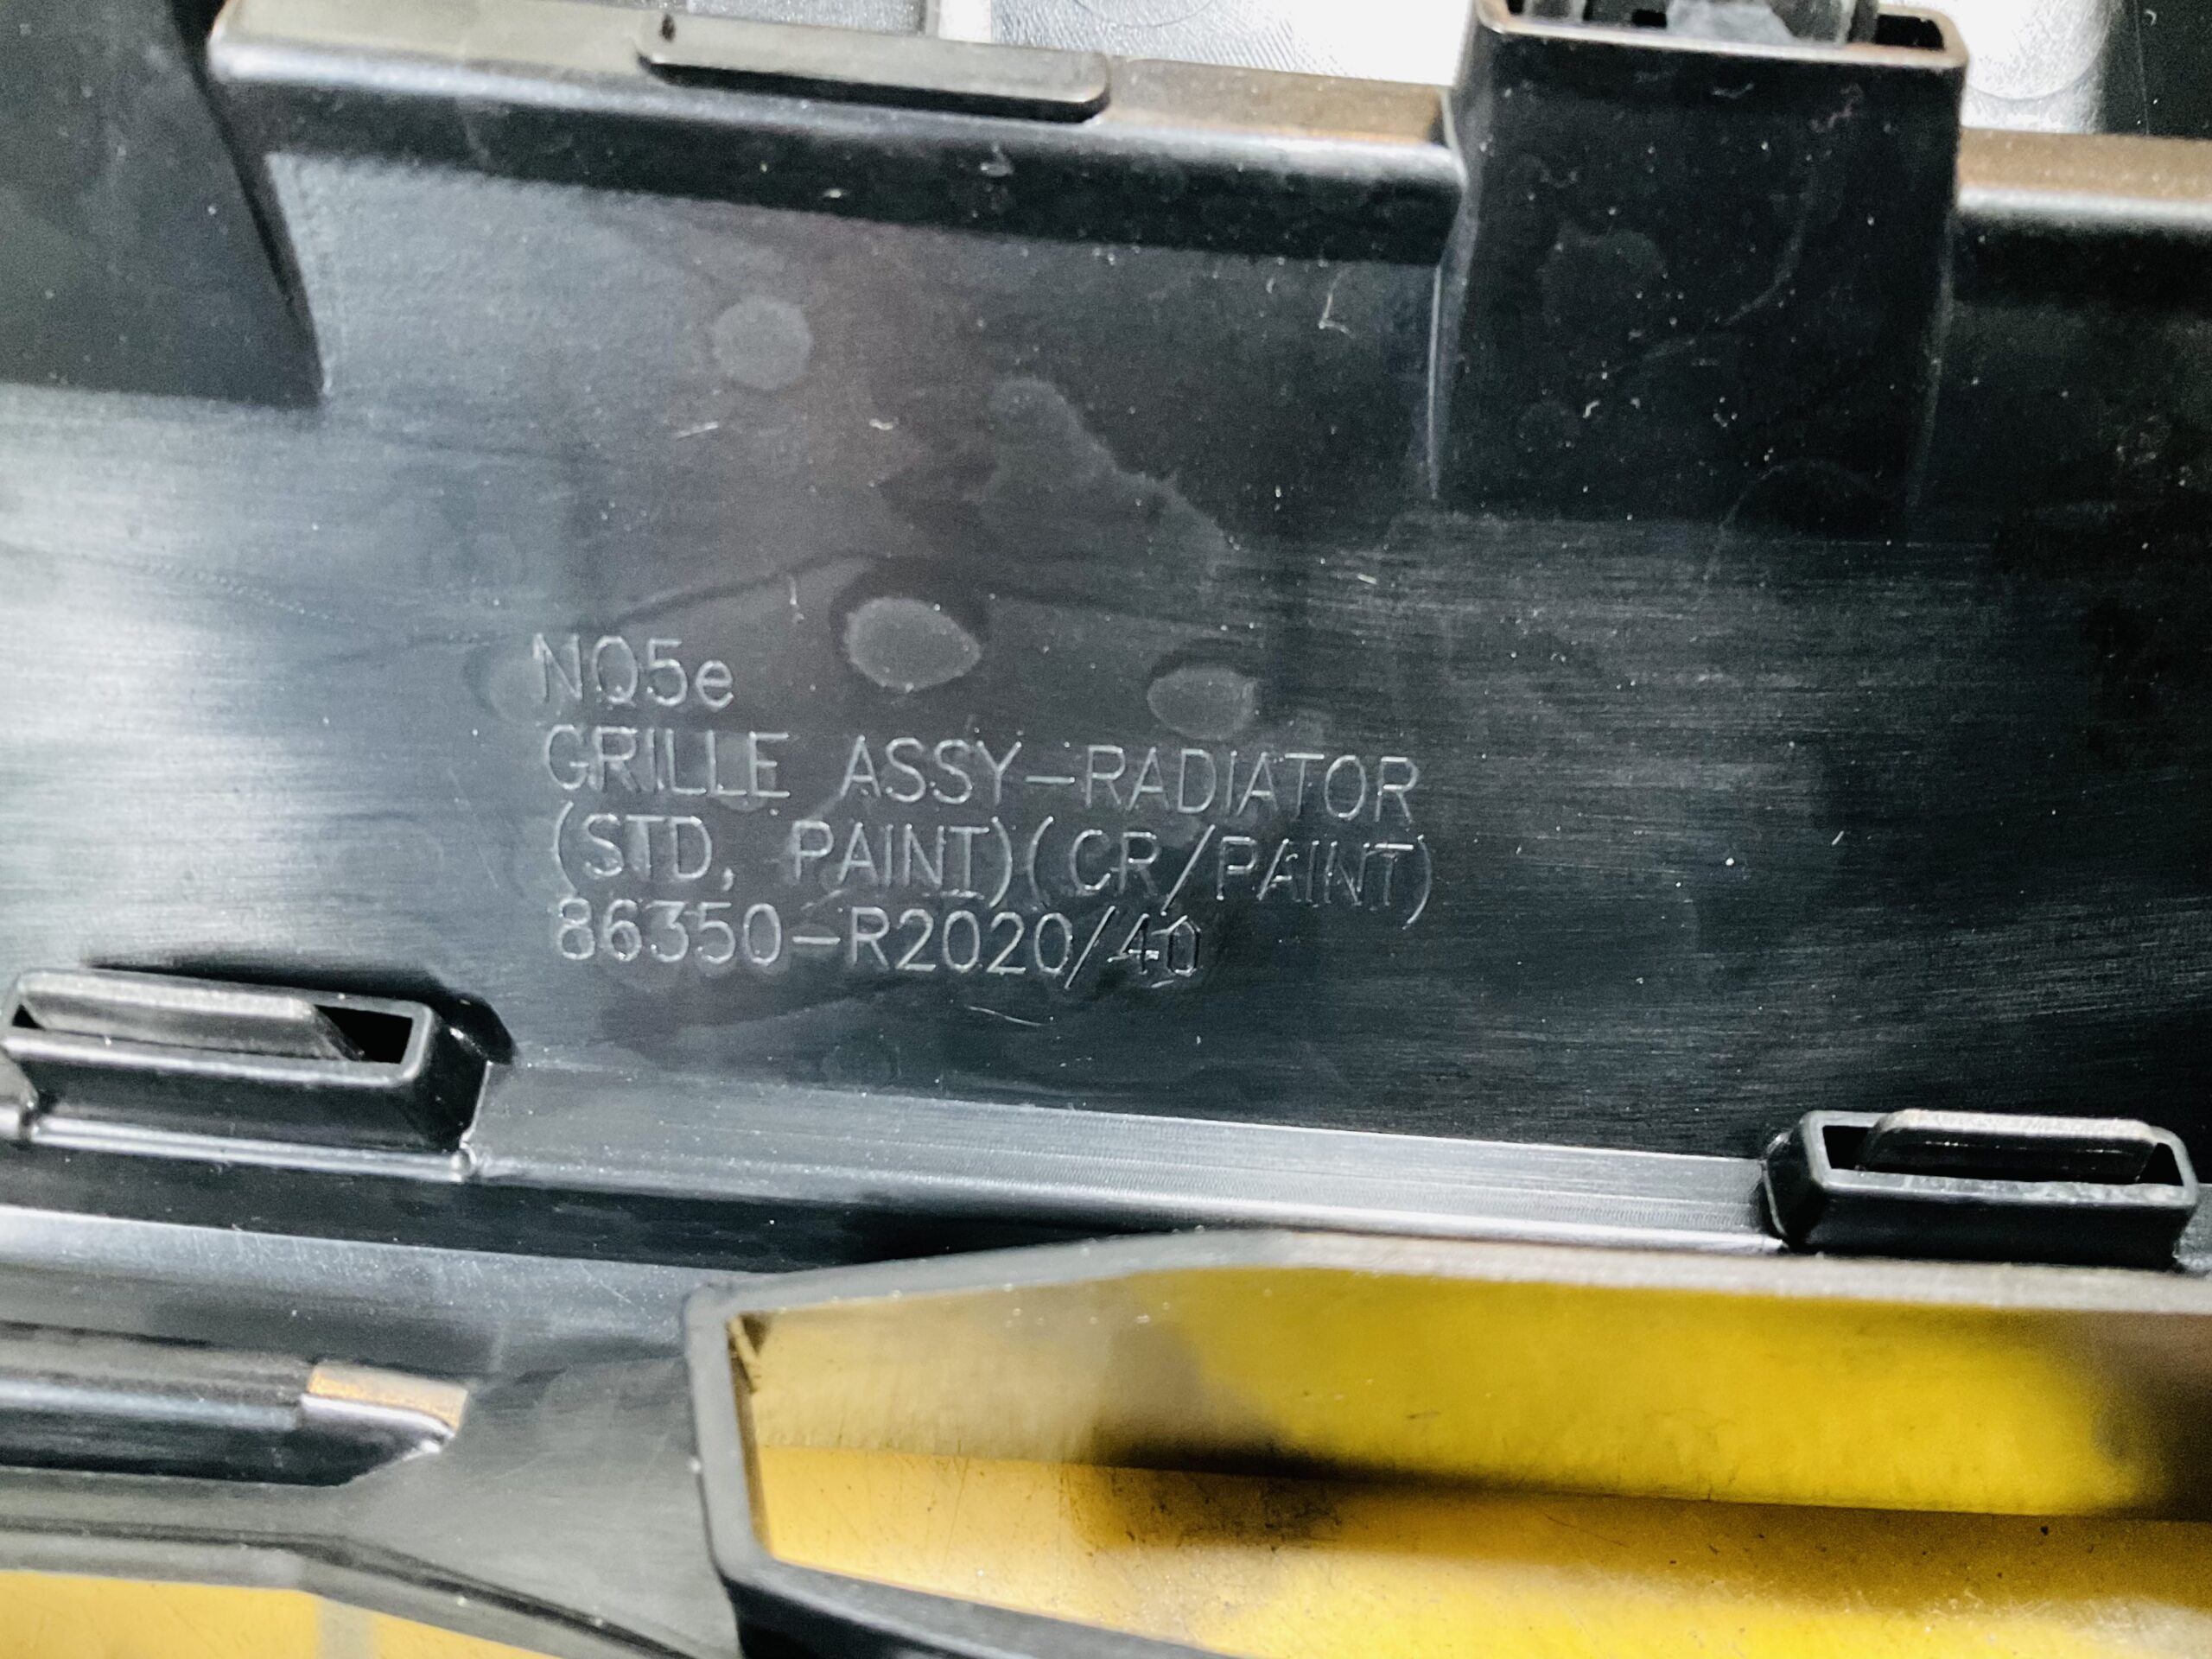 NQ5e
GRILLE ASSY-RADIATOR
(STD, PAINT)(CR/PAINT)
86350-R2020/40